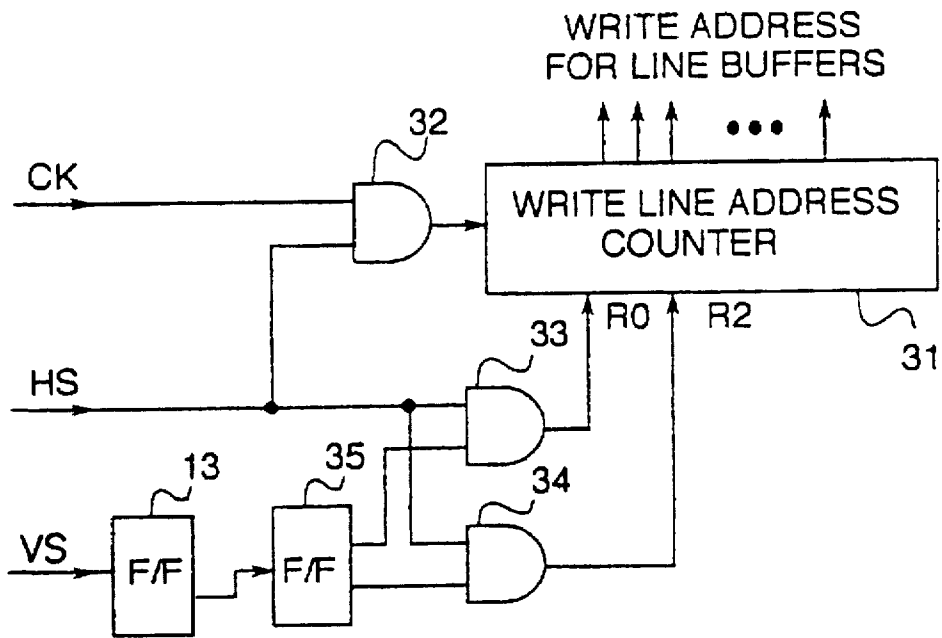 WRITE ADDRESS
FOR LINE BUFFERS
32
CK
WRITE LINE ADDRESS
COUNTER
R0
R2
31
33
HS
13
35
34
VS
F/F
F/F